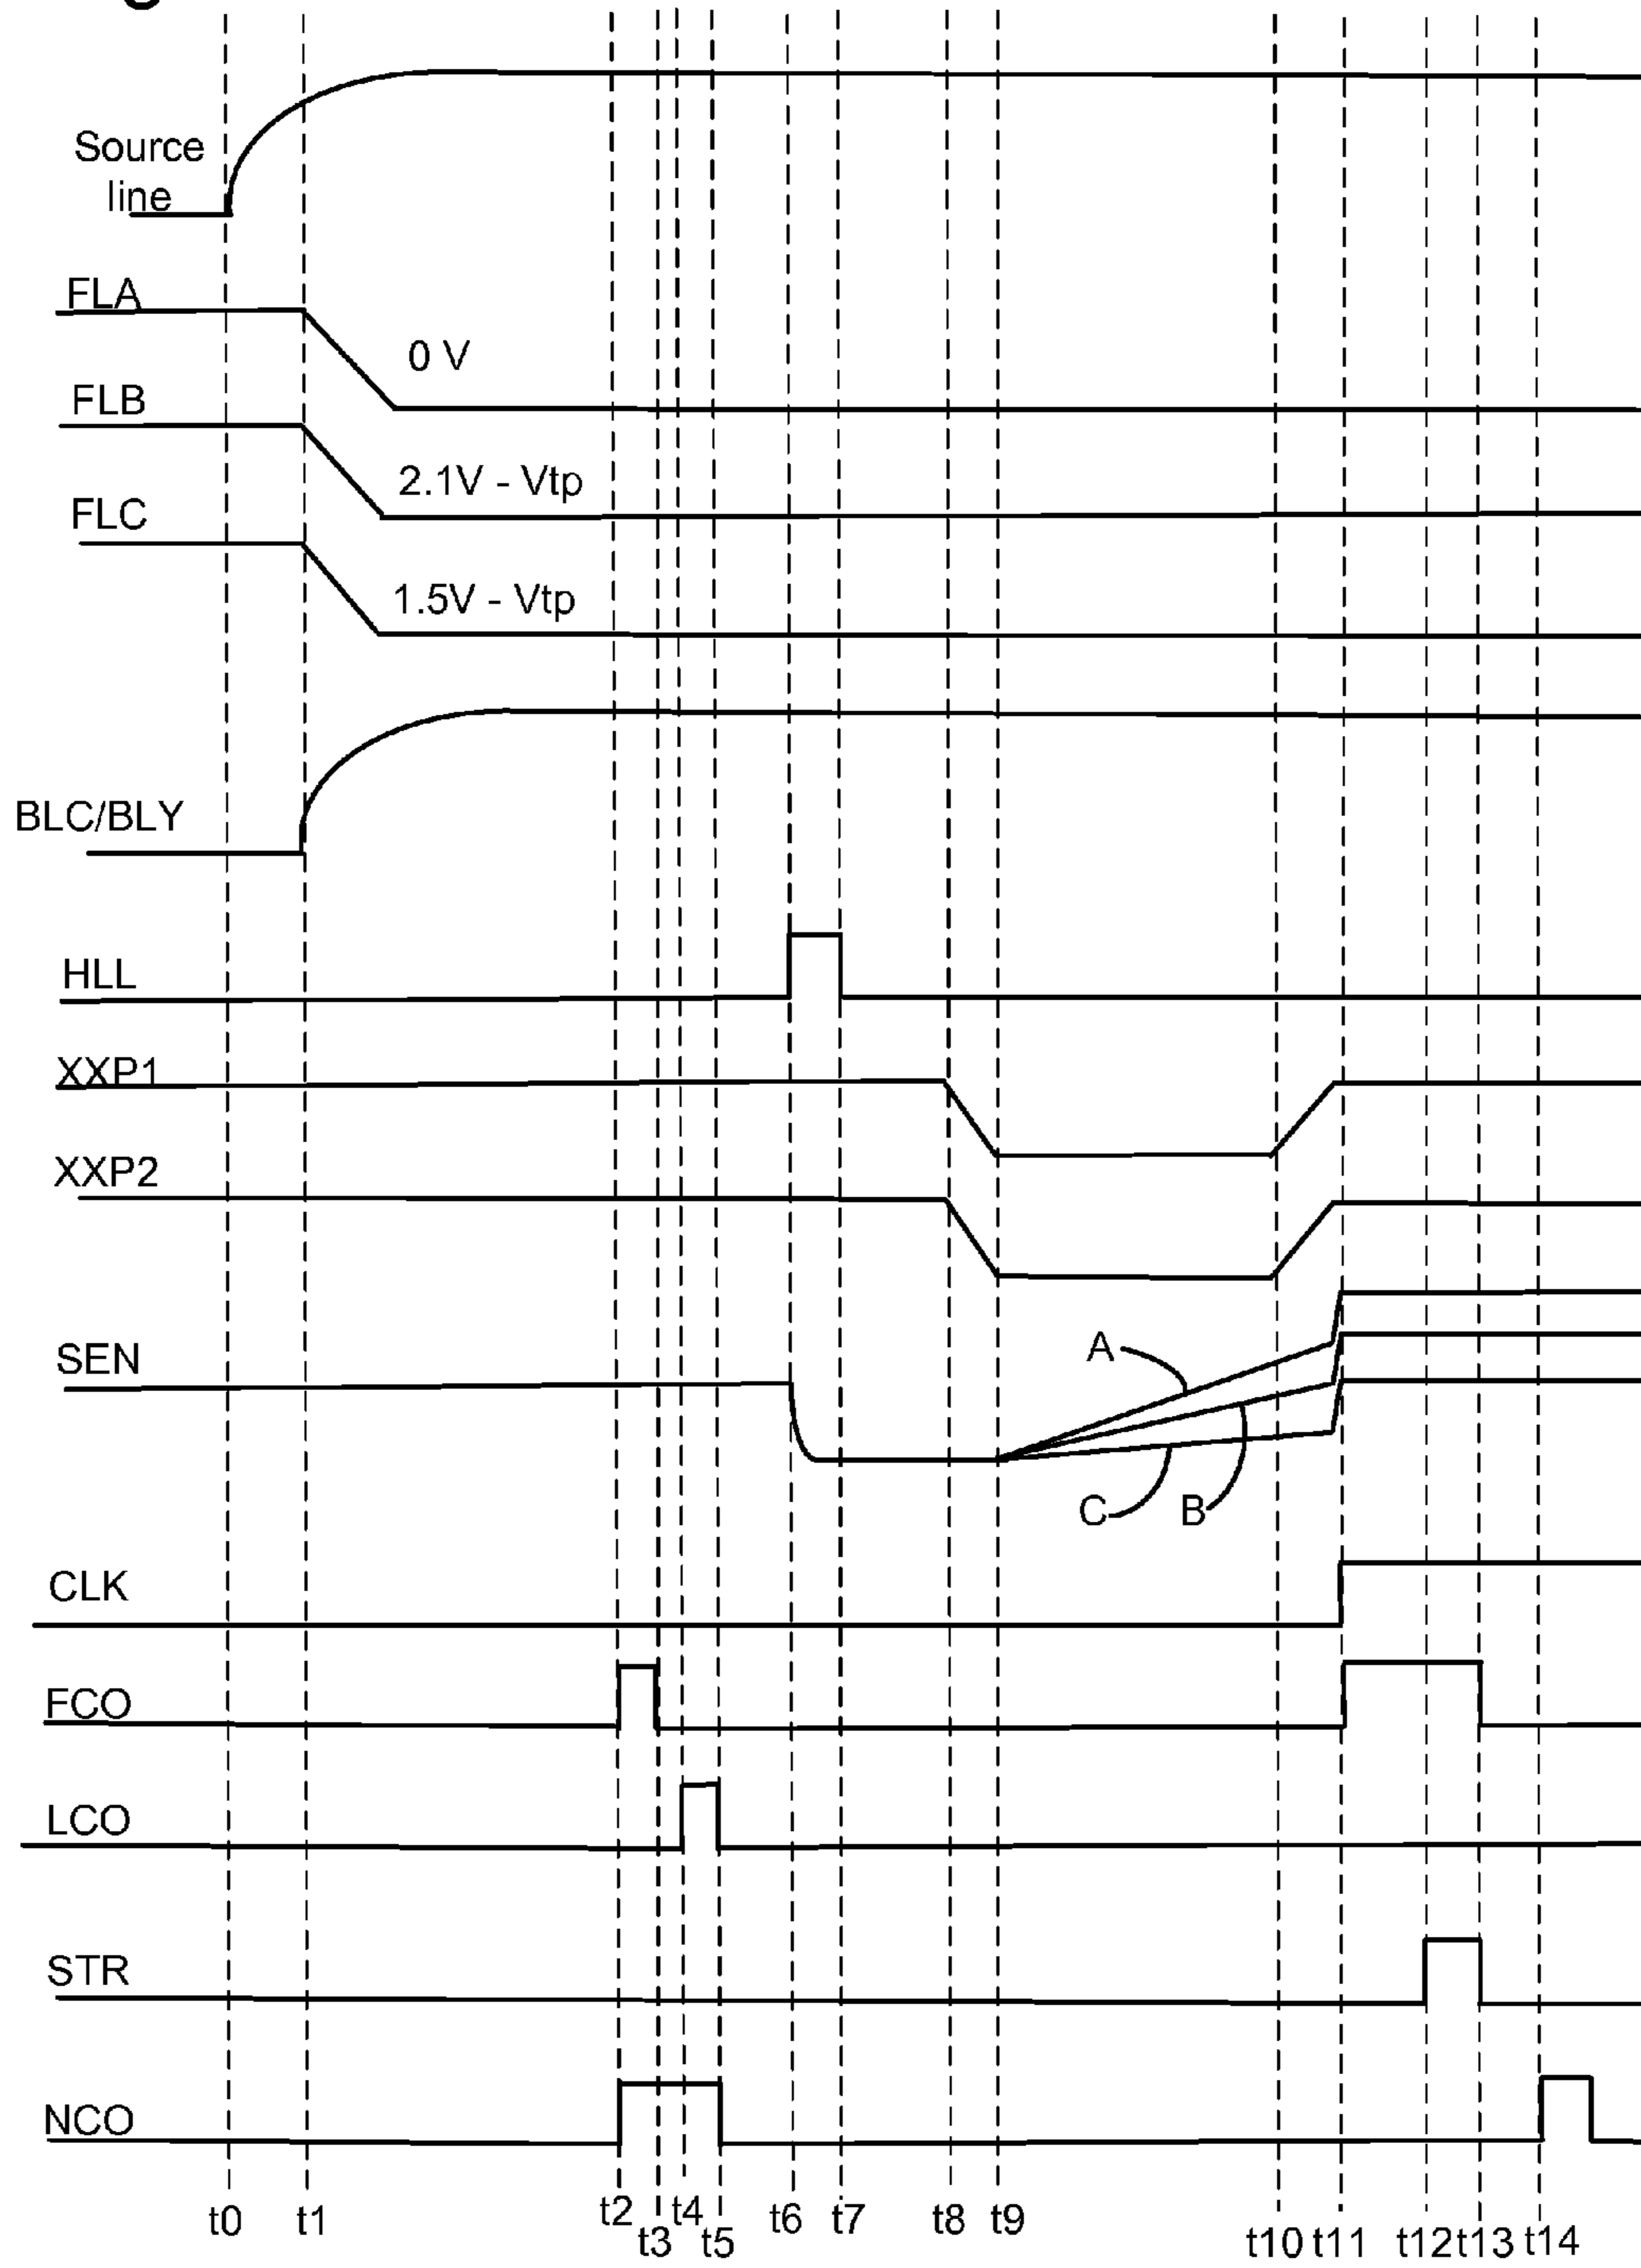 Source
line
FLA
0 V
FLB
2.1V - Vtp
FLC
1.5V - Vtp
BLC/BLY
HLL
XXP1
XXP2
SEN
A
C
B
CLK
FCO
LCO
STR
NCO
t0 t1 t2 t3 t4 t5 t6 t7 t8 t9 t10 t11 t12 t13 t14